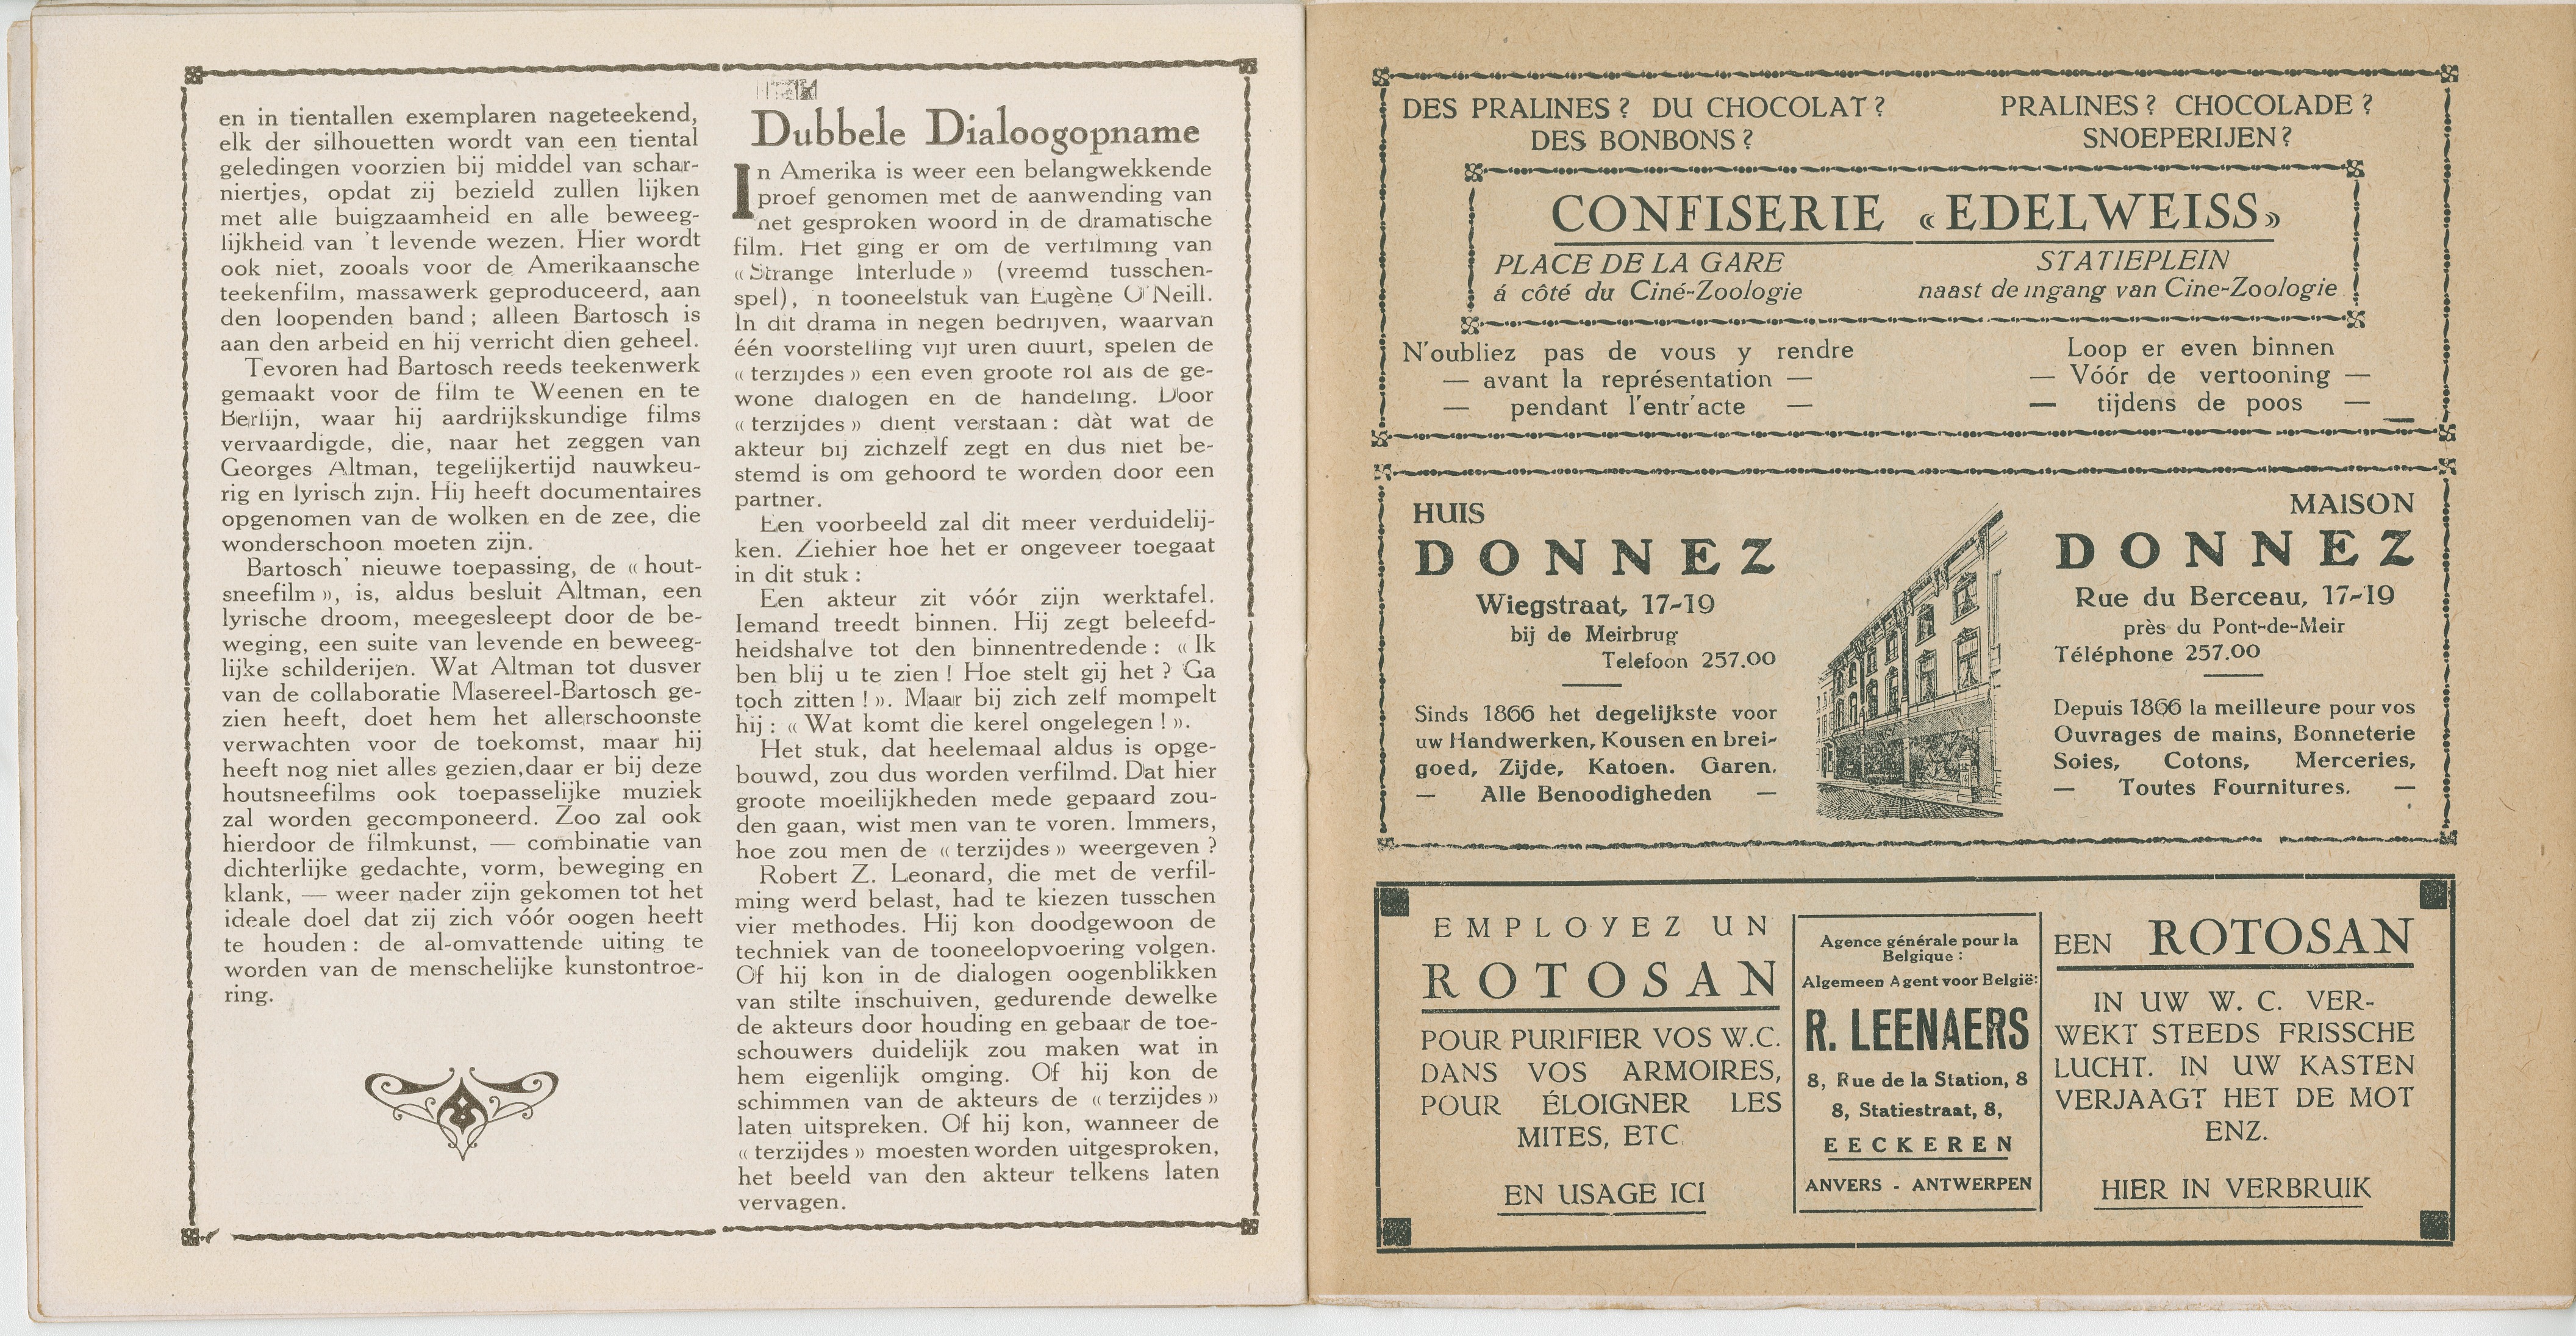 en in tientallen exemplaren nageteekend,
elk der silhouetten wordt van een tiental
geledingen voorzien bij middel van schar-
niertjes, opdat zij bezield zullen lijken
met alle buigzaamheid en alle beweeg-
lijkheid van 't levende wezen. Hier wordt
ook niet, zooals voor de Amerikaansche
teekenfilm, massawerk geproduceerd, aan
den loopenden band ; alleen Bartosch is
aan den arbeid en hij verricht dien geheel.
Tevoren had Bartosch reeds teekenwerk
gemaakt voor de film te Weenen en te
Berlijn, waar hij aardrijkskundige films
vervaardigde, die, naar het zeggen van
Georges Altman, tegelijkertijd nauwkeu-
rig en lyrisch zijn. Hij heeft documentaires
opgenomen van de wolken en de zee, die
wonderschoon moeten zijn.
Bartosch' nieuwe toepassing, de « hout-
sneefilm », is, aldus besluit Altman, een
lyrische droom, meegesleept door de be-
weging, een suite van levende en beweeg-
lijke schilderijen. Wat Altman tot dusver
van de collaboratie Masereel-Bartosch ge-
zien heeft, doet hem het allerschoonste
verwachten voor de toekomst, maar hij
heeft nog niet alles gezien,daar er bij deze
houtsneefilms ook toepasselijke muziek
zal worden gecomponeerd. Zoo zal ook
hierdoor de filmkunst, — combinatie van
dichterlijke gedachte, vorm, beweging en
klank, — weer nader zijn gekomen tot het
ideale doel dat zij zich vóór oogen heeft
te houden : de al-omvattende uiting te
worden van de menschelijke kunstontroe-
ring.
Dubbele Dialoogopname
In Amerika is weer een belangwekkende
proef genomen met de aanwending van
het gesproken woord in de dramatische
film. Het ging er om de verfilming van
« Strange Interlude » (vreemd tusschen-
spel), 'n tooneelstuk van Eugène O'Neill.
In dit drama in negen bedrijven, waarvan
één voorstelling vijf uren duurt, spelen de
« terzijdes » een even groote rol als de ge-
wone dialogen en de handeling. Door
« terzijdes » dient verstaan : dàt wat de
akteur bij zichzelf zegt en dus niet be-
stemd is om gehoord te worden door een
partner.
Een voorbeeld zal dit meer verduidelij-
ken. Ziehier hoe het er ongeveer toegaat
in dit stuk :
Een akteur zit vóór zijn werktafel.
Iemand treedt binnen. Hij zegt beleefd-
heidshalve tot den binnentredende : « Ik
ben blij u te zien ! Hoe stelt gij het ? Ga
toch zitten ! ». Maar bij zich zelf mompelt
hij : « Wat komt die kerel ongelegen ! ».
Het stuk, dat heelemaal aldus is opge-
bouwd, zou dus worden verfilmd. Dat hier
groote moeilijkheden mede gepaard zou-
den gaan, wist men van te voren. Immers,
hoe zou men de « terzijdes » weergeven ?
Robert Z. Leonard, die met de verfil-
ming werd belast, had te kiezen tusschen
vier methodes. Hij kon doodgewoon de
techniek van de tooneelopvoering volgen.
Of hij kon in de dialogen oogenblikken
van stilte inschuiven, gedurende dewelke
de akteurs door houding en gebaar de toe-
schouwers duidelijk zou maken wat in
hem eigenlijk omging. Of hij kon de
schimmen van de akteurs de « terzijdes »
laten uitspreken. Of hij kon, wanneer de
« terzijdes » moesten worden uitgesproken,
het beeld van den akteur telkens laten
vervagen.
DES PRALINES ? DU CHOCOLAT ?
DES BONBONS ?
PRALINES ? CHOCOLADE ?
SNOEPERIJEN ?
CONFISERIE « EDELWEISS »
PLACE DE LA GARE
á côté du Ciné-Zoologie
STATIEPLEIN
naast de ingang van Cine-Zoologie
N'oubliez pas de vous y rendre
— avant la représentation —
— pendant l'entr'acte —
Loop er even binnen
— Vóór de vertooning —
— tijdens de poos —
HUIS
DONNEZ
Wiegstraat, 17-19
bij de Meirbrug
Telefoon 257.00
Sinds 1866 het degelijkste voor
uw Handwerken, Kousen en brei-
goed, Zijde, Katoen. Garen,
— Alle Benoodigheden —
MAISON
DONNEZ
Rue du Berceau, 17-19
près du Pont-de-Meir
Téléphone 257.00
Depuis 1866 la meilleure pour vos
Ouvrages de mains, Bonneterie
Soies, Cotons, Merceries,
— Toutes Fournitures. —
EMPLOYEZ UN
ROTOSAN
POUR PURIFIER VOS W.C.
DANS VOS ARMOIRES,
POUR ÉLOIGNER LES
MITES, ETC.
EN USAGE ICI
Agence générale pour la
Belgique :
Algemeen Agent voor België:
R. LEENAERS
8, Rue de la Station, 8
8, Statiestraat, 8,
EECKEREN
ANVERS - ANTWERPEN
EEN ROTOSAN
IN UW W. C. VER-
WEKT STEEDS FRISSCHE
LUCHT. IN UW KASTEN
VERJAAGT HET DE MOT
ENZ.
HIER IN VERBRUIK